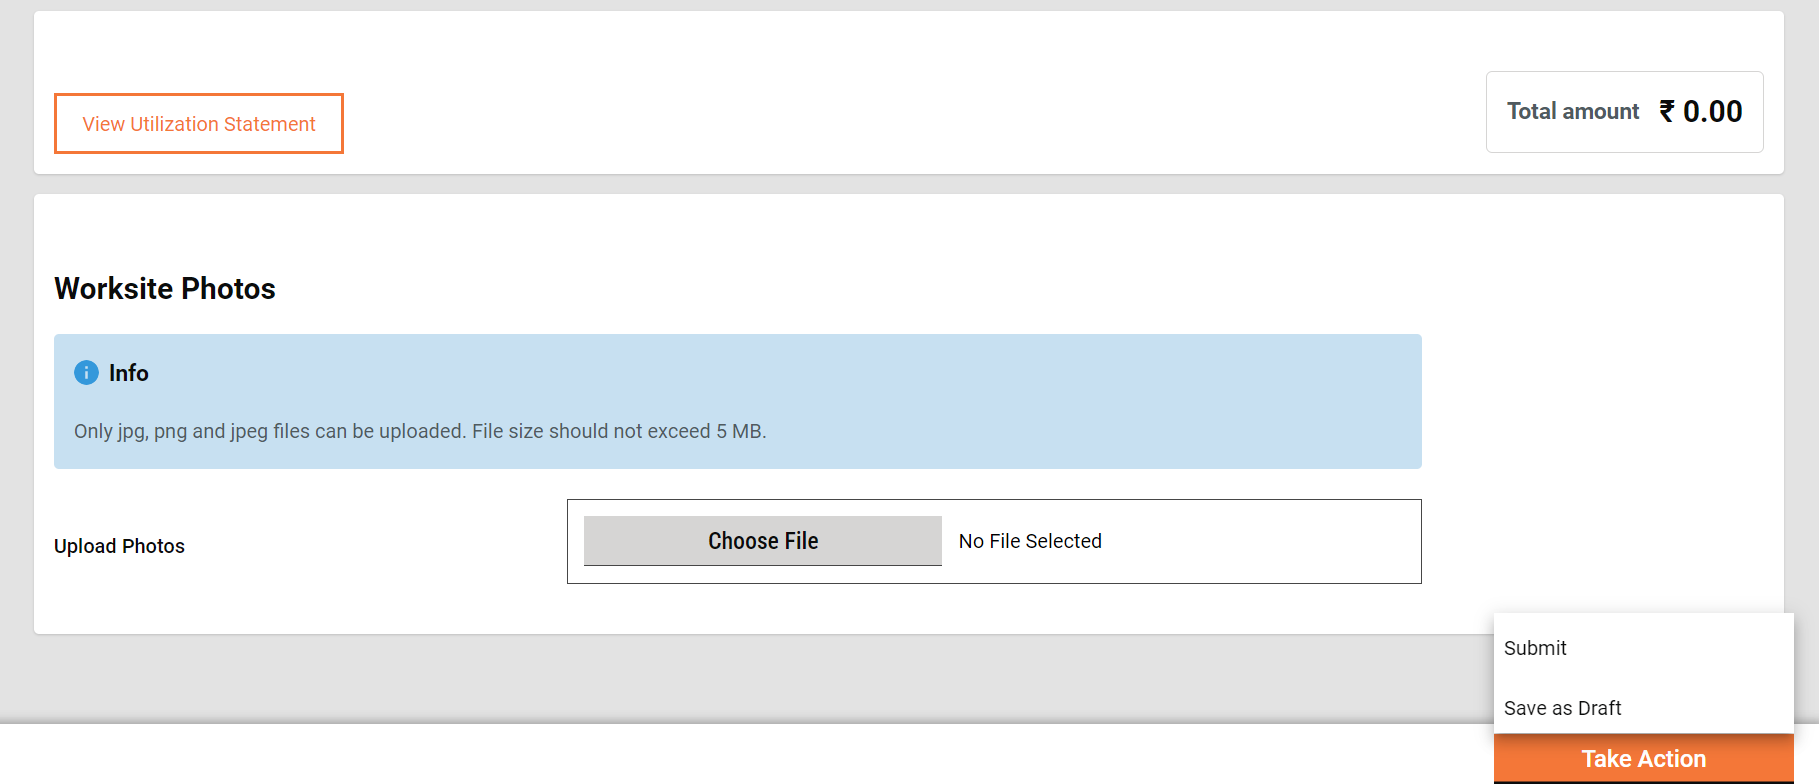 View Utilization Statement
Total amount ₹ 0.00
Worksite Photos
Info
Only jpg, png and jpeg files can be uploaded. File size should not exceed 5 MB.
Upload Photos
Choose File
No File Selected
Submit
Save as Draft
Take Action